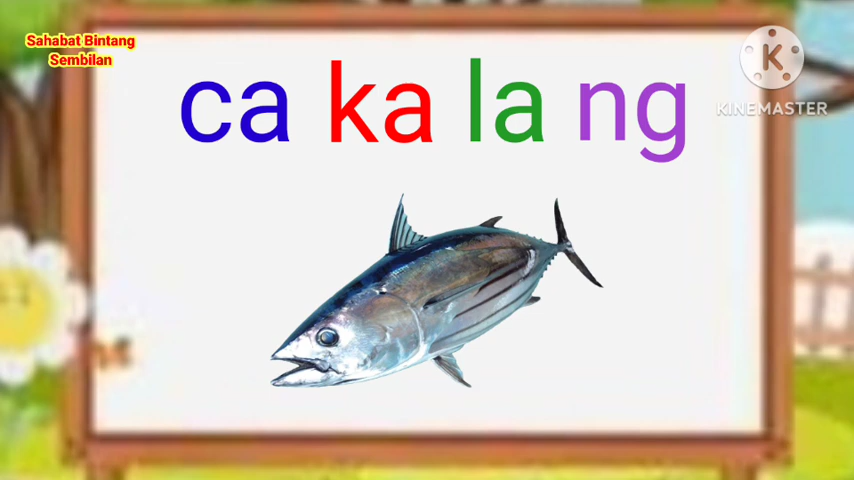 Sahabat Bintang
Sembilan
ca ka la ng
K
KINEMASTER